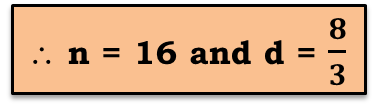 ∴ n = 16 and d = 8/3